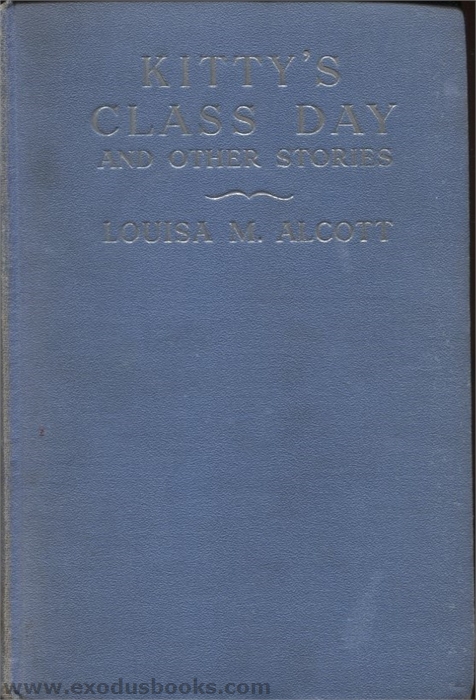 KITTY'S
CLASS DAY
AND OTHER STORIES
LOUISA M. ALCOTT
www.exodusbooks.com